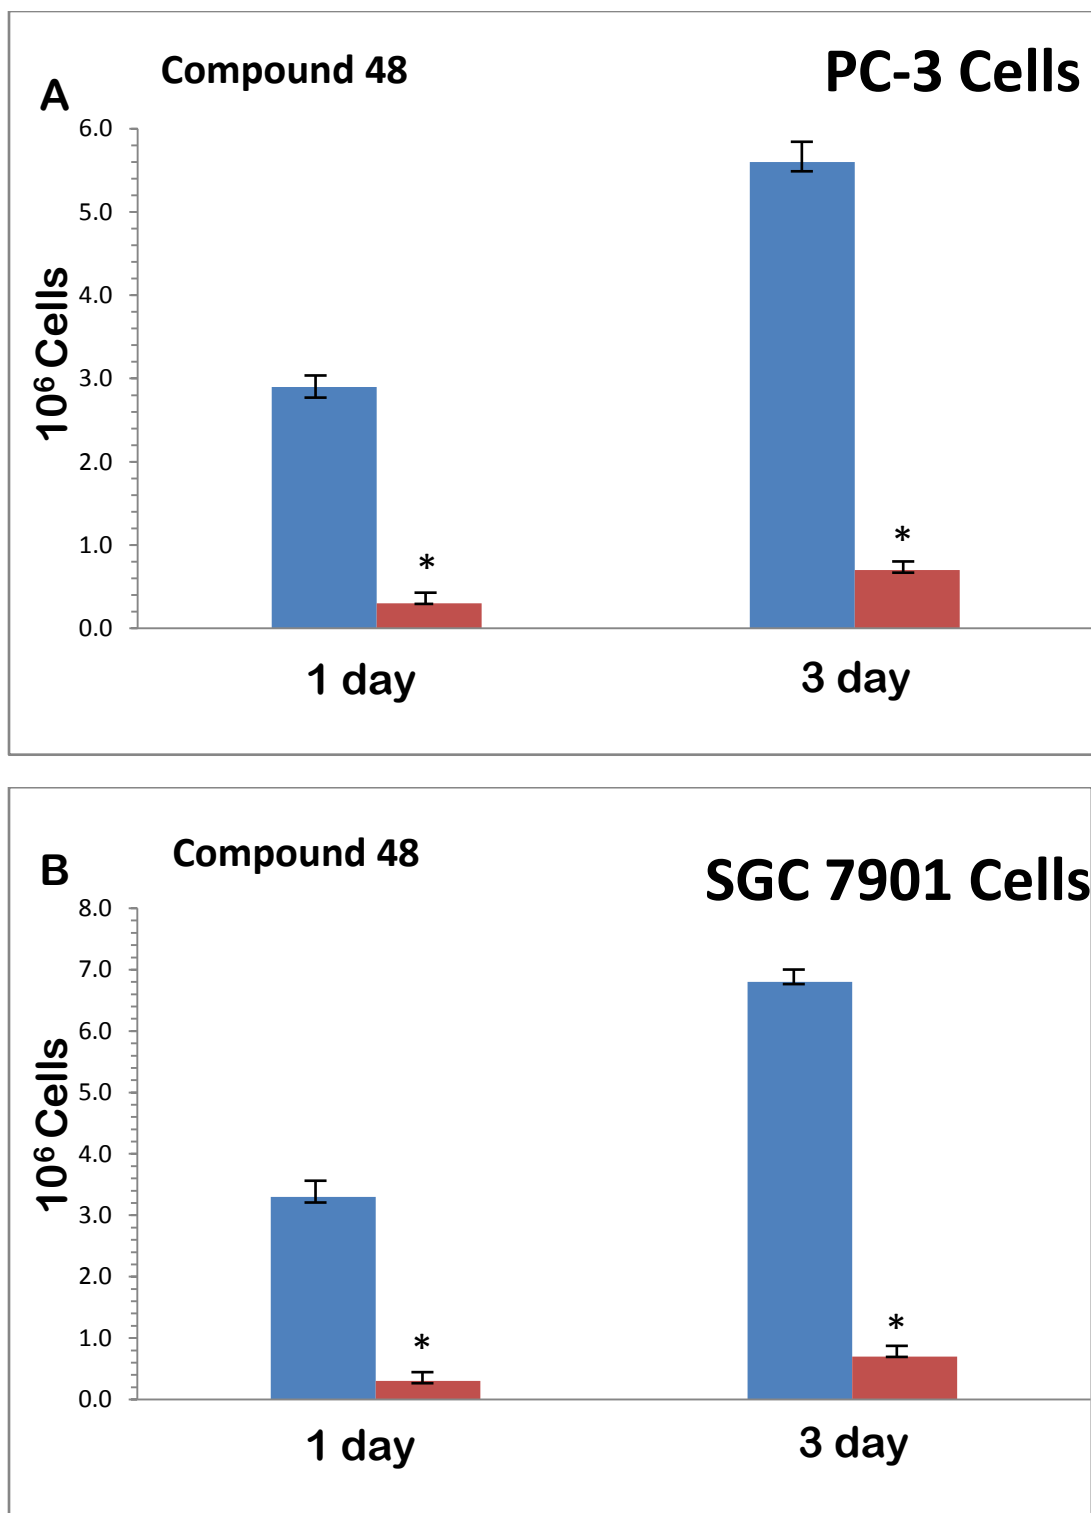 A
Compound 48
PC-3 Cells
10⁶ Cells
6.0
5.0
4.0
3.0
2.0
1.0
0.0
*
*
1 day
3 day
B
Compound 48
SGC 7901 Cells
10⁶ Cells
8.0
7.0
6.0
5.0
4.0
3.0
2.0
1.0
0.0
*
*
1 day
3 day